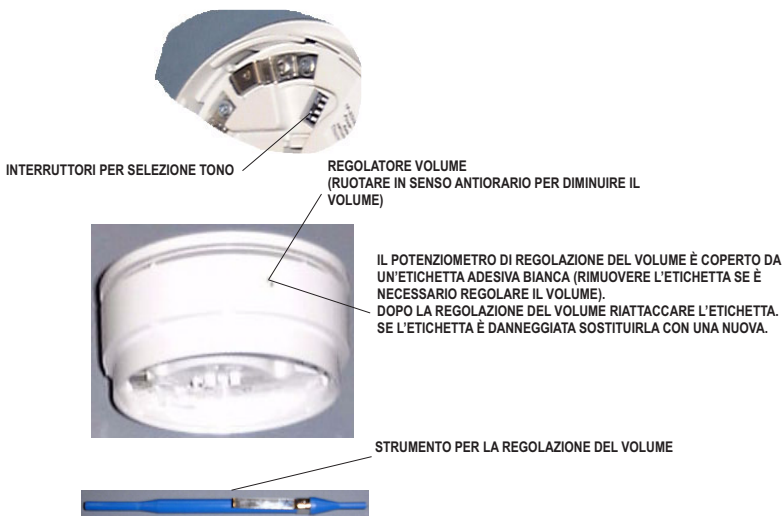 INTERRUTTORI PER SELEZIONE TONO
REGOLATORE VOLUME
(RUOTARE IN SENSO ANTIORARIO PER DIMINUIRE IL
VOLUME)
IL POTENZIOMETRO DI REGOLAZIONE DEL VOLUME È COPERTO DA
UN'ETICHETTA ADESIVA BIANCA (RIMUOVERE L'ETICHETTA SE È
NECESSARIO REGOLARE IL VOLUME).
DOPO LA REGOLAZIONE DEL VOLUME RIATTACCARE L'ETICHETTA.
SE L'ETICHETTA È DANNEGGIATA SOSTITUIRLA CON UNA NUOVA.
STRUMENTO PER LA REGOLAZIONE DEL VOLUME